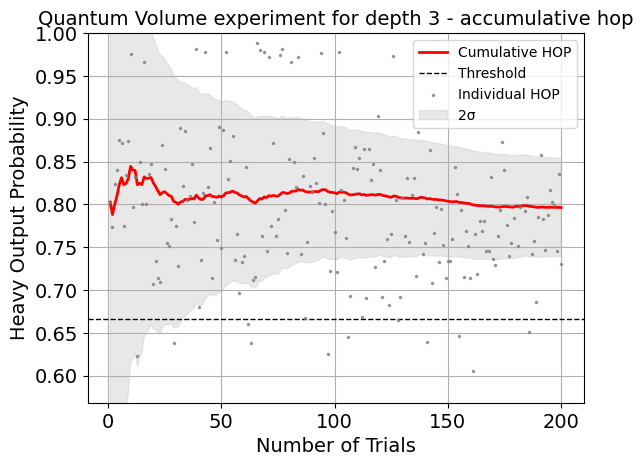 Quantum Volume experiment for depth 3 - accumulative hop
Heavy Output Probability
1.00
0.95
0.90
0.85
0.80
0.75
0.70
0.65
0.60
Cumulative HOP
Threshold
Individual HOP
2σ
0 50 100 150 200
Number of Trials